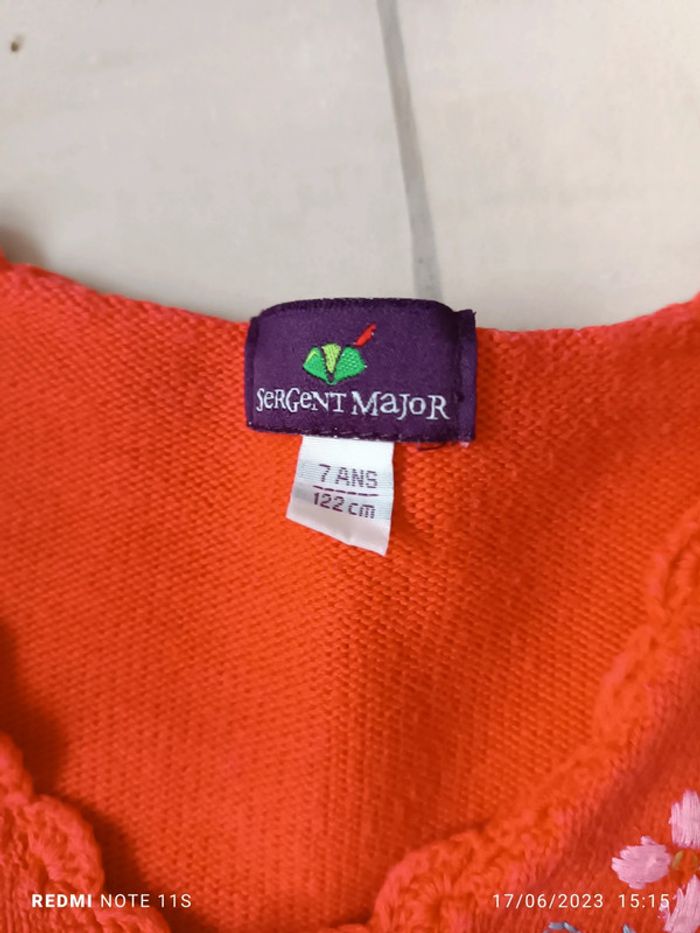 SeRGeNT MaJoR
7 ANS
122 cm
REDMI NOTE 11S
17/06/2023 15:15